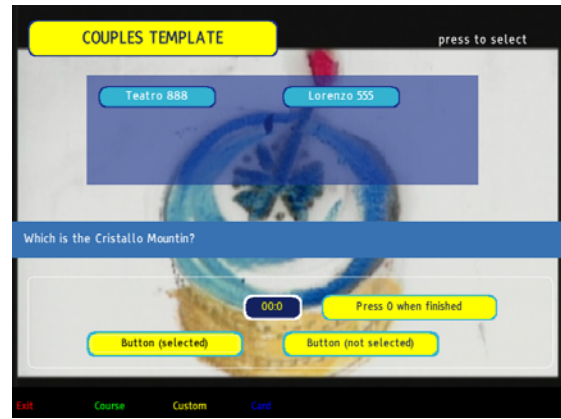 COUPLES TEMPLATE
press to select
Teatro 888
Lorenzo 555
Which is the Cristallo Mountin?
00:0
Press 0 when finished
Button (selected)
Button (not selected)
Exit
Course
Custom
Card